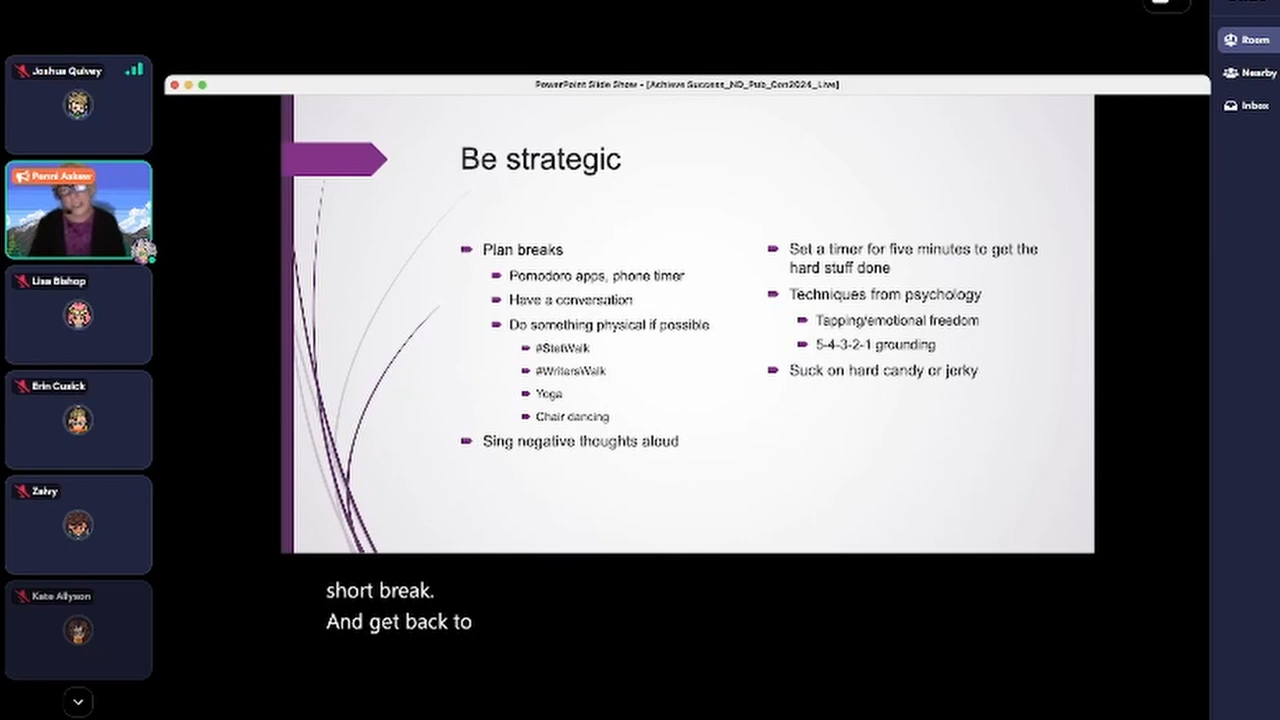 Joshua Quivey
Penni Askew
Lisa Bishop
Erin Cusick
Zelvy
Kate Allyson
PowerPoint Slide Show - [Achieve Success_ND_Pub_Con2024_Live]
Be strategic
Plan breaks
Pomodoro apps, phone timer
Have a conversation
Do something physical if possible
#StetWalk
#WritersWalk
Yoga
Chair dancing
Sing negative thoughts aloud
Set a timer for five minutes to get the
hard stuff done
Techniques from psychology
Tapping/emotional freedom
5-4-3-2-1 grounding
Suck on hard candy or jerky
short break.
And get back to
Room
Nearby
Inbox